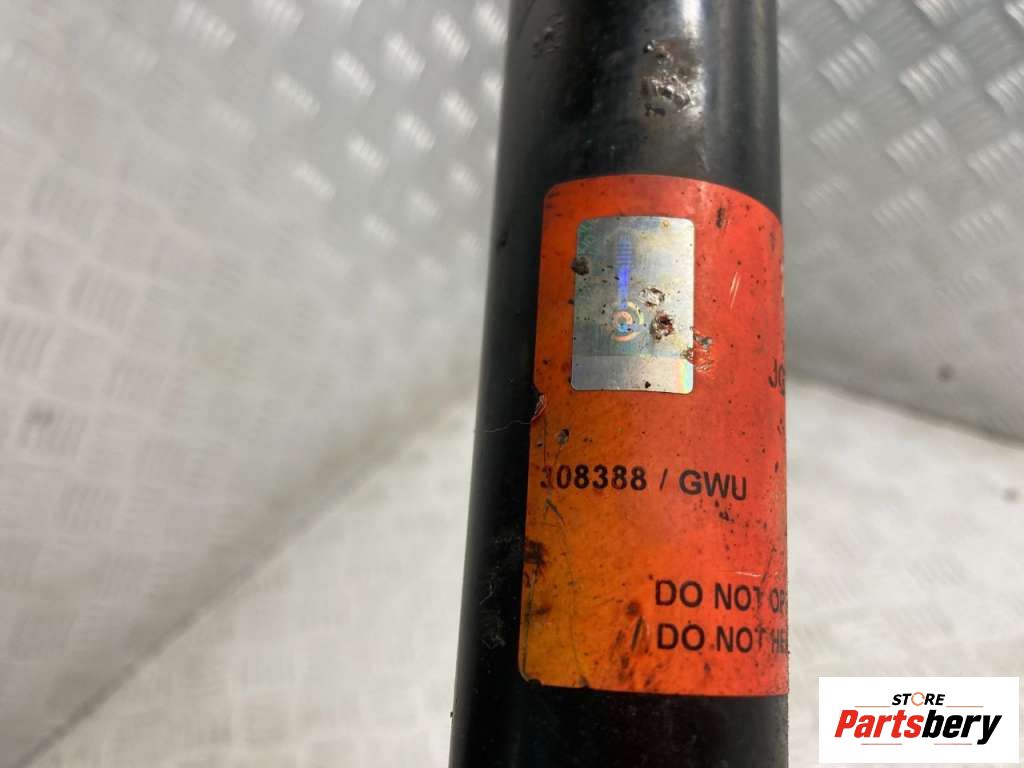 308388 / GWU
DO NOT
DO NOT
STORE
Partsbery